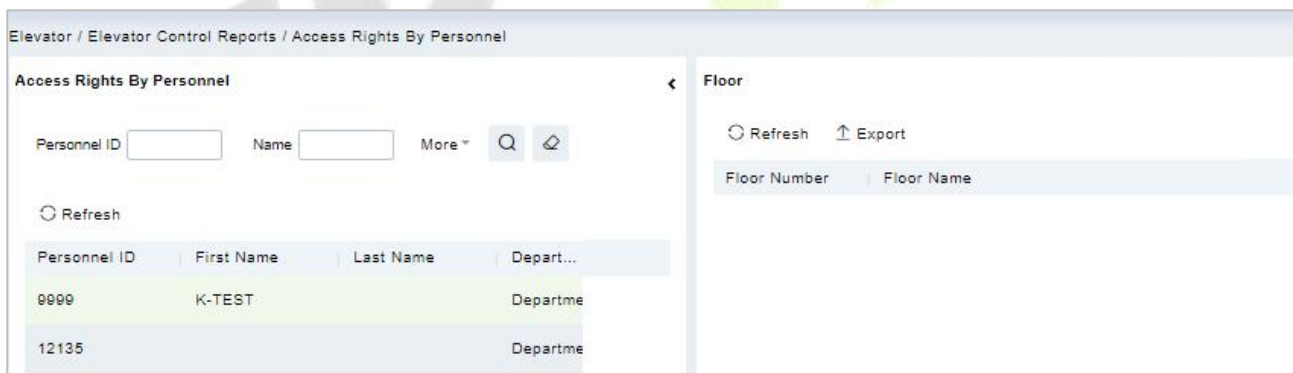 Elevator / Elevator Control Reports / Access Rights By Personnel
Access Rights By Personnel
Personnel ID Name More
Refresh
Personnel ID First Name Last Name Depart...
9999 K-TEST Departme
12135 Departme
Floor
Refresh Export
Floor Number Floor Name